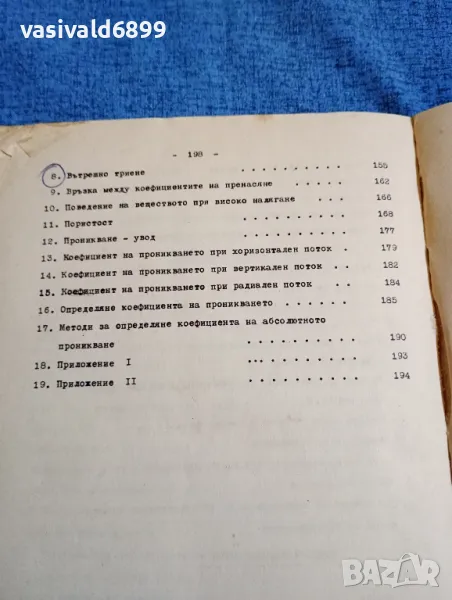 vasivald6899
- 198 -
8. Вътрешно триене . . . . . . . . . . 155
9. Връзка между коефициентите на пренасяне . . . . . 162
10. Поведение на веществото при високо налягане . . . 166
11. Пористост . . . . . . . . . . 168
12. Проникване - увод . . . . . . . . . . 177
13. Коефициент на проникването при хоризонтален поток . 179
14. Коефициент на проникването при вертикален поток . . 182
15. Коефициент на проникването при радиален поток . . 184
16. Определяне коефициента на проникването . . . . . 185
17. Методи за определяне коефициента на абсолютното
проникване . . . . . . . . . . 190
18. Приложение I . . . . . . . . . . 193
19. Приложение II . . . . . . . . . . 194
BAZAR